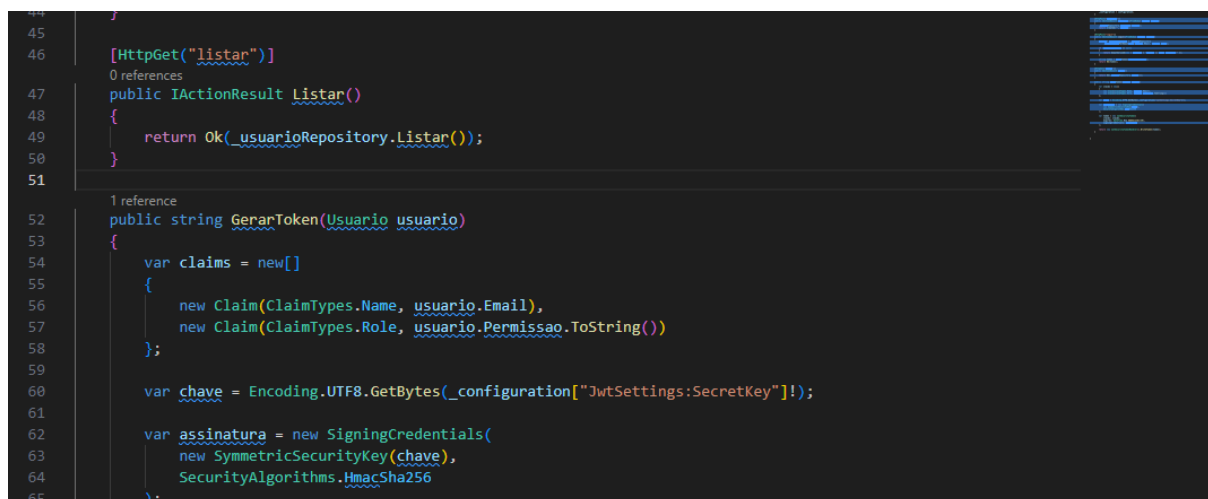 44 }
45
46 [HttpGet("listar")]
0 references
47 public IActionResult Listar()
48 {
49 return Ok(_usuarioRepository.Listar());
50 }
51
1 reference
52 public string GerarToken(Usuario usuario)
53 {
54 var claims = new[]
55 {
56 new Claim(ClaimTypes.Name, usuario.Email),
57 new Claim(ClaimTypes.Role, usuario.Permissao.ToString())
58 };
59
60 var chave = Encoding.UTF8.GetBytes(_configuration["JwtSettings:SecretKey"]!);
61
62 var assinatura = new SigningCredentials(
63 new SymmetricSecurityKey(chave),
64 SecurityAlgorithms.HmacSha256
65 );